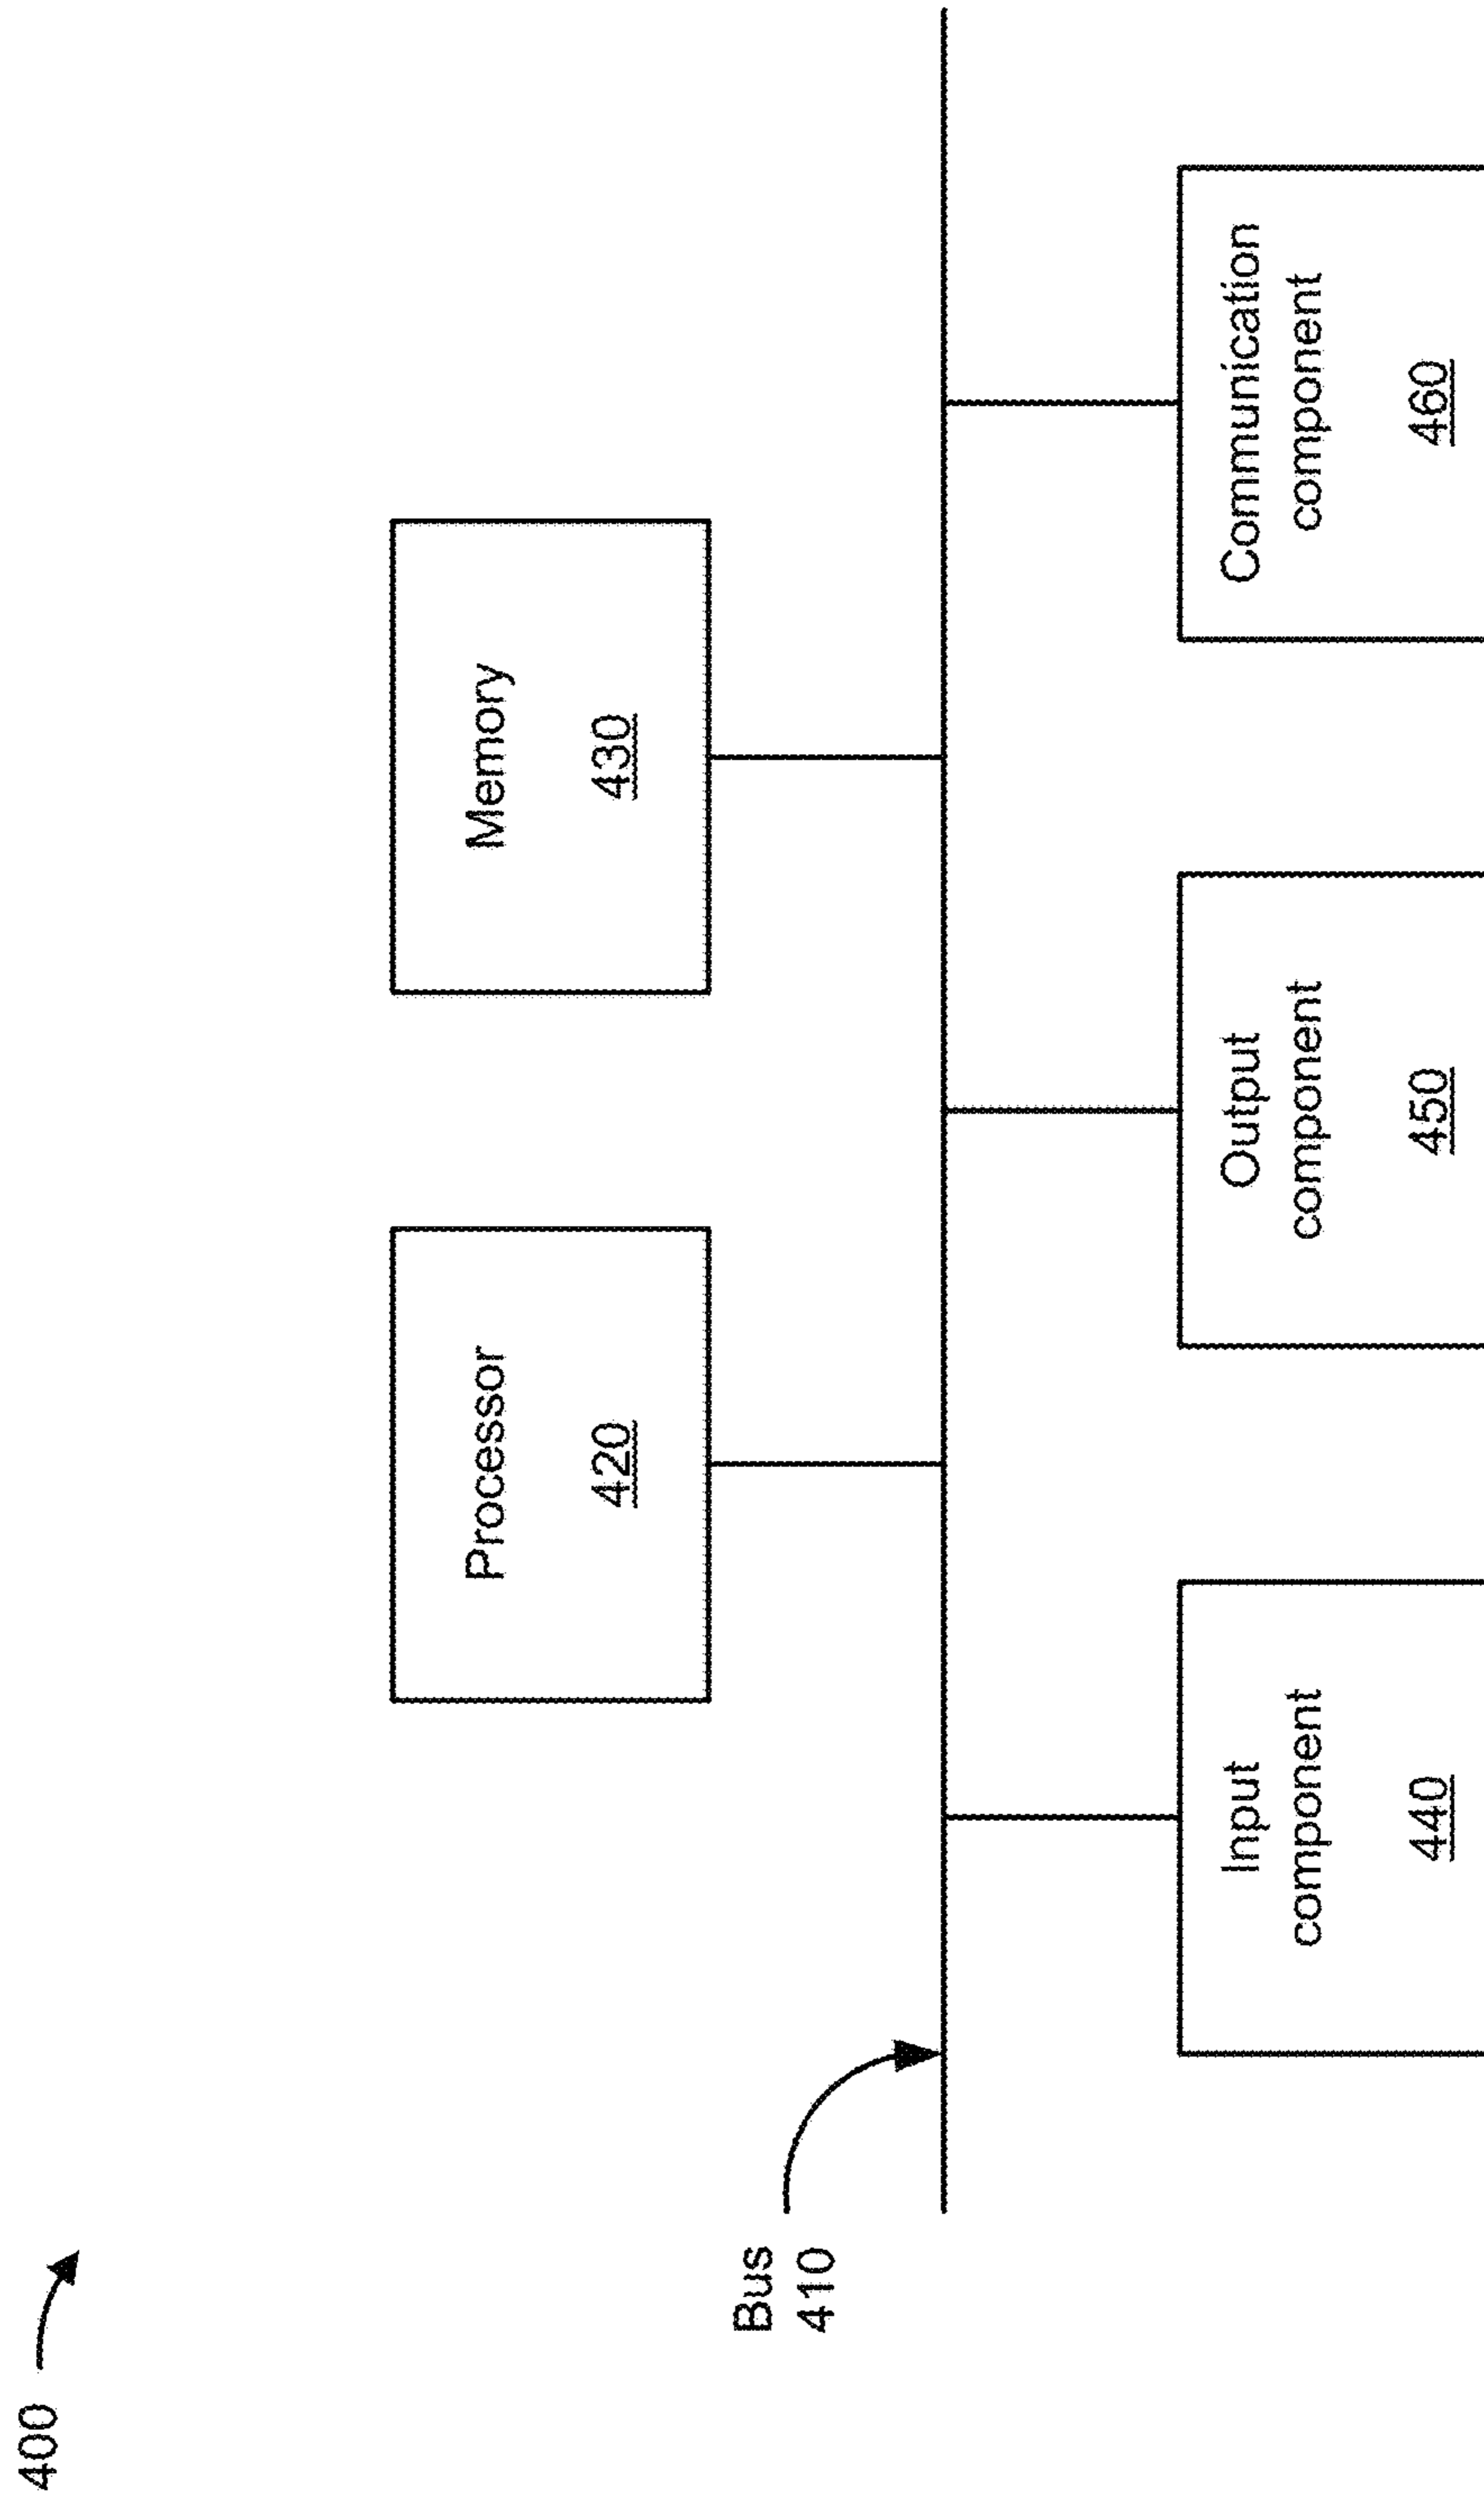 400
Processor
420
Memory
430
Bus
410
Input
component
440
Output
component
450
Communication
component
460